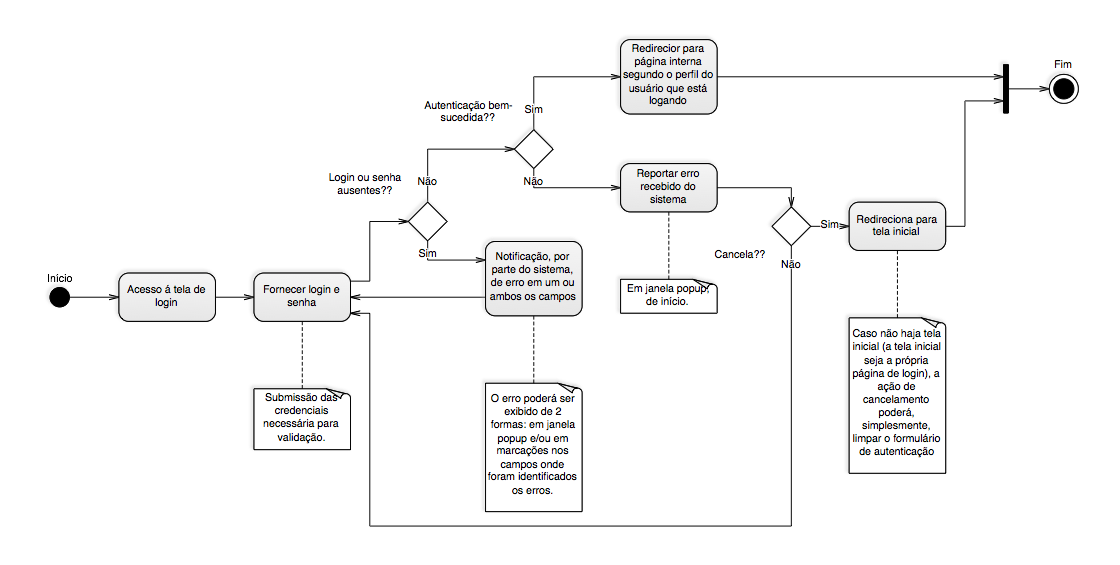 Início
Acesso á tela de
login
Fornecer login e
senha
Submissão das
credenciais
necessária para
validação.
Login ou senha
ausentes??
Não
Sim
Notificação, por
parte do sistema,
de erro em um ou
ambos os campos
O erro poderá ser
exibido de 2
formas: em janela
popup e/ou em
marcações nos
campos onde
foram identificados
os erros.
Autenticação bem-
sucedida??
Sim
Não
Redirecior para
página interna
segundo o perfil do
usuário que está
logando
Reportar erro
recebido do
sistema
Em janela popup,
de início.
Cancela??
Sim
Não
Redireciona para
tela inicial
Caso não haja tela
inicial (a tela inicial
seja a própria
página de login), a
ação de
cancelamento
poderá,
simplesmente,
limpar o formulário
de autenticação
Fim